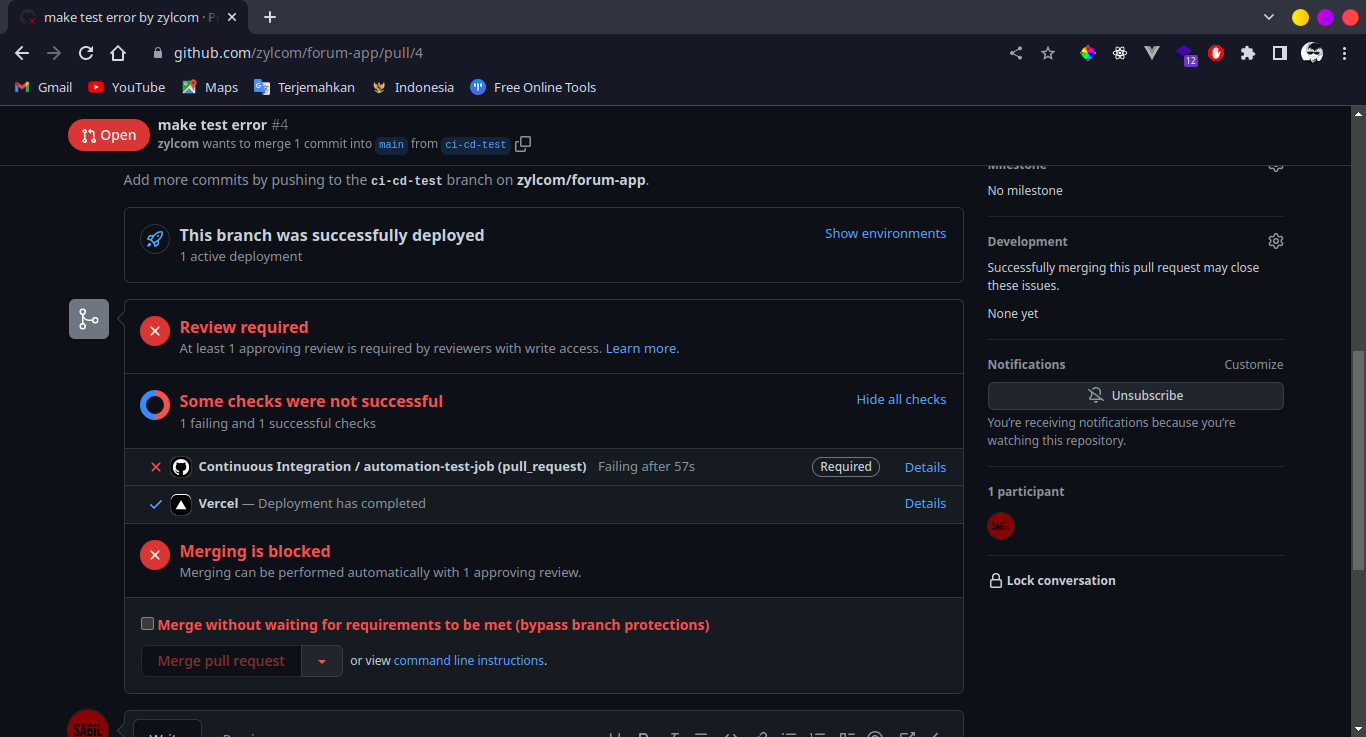 make test error by zylcom · P
github.com/zylcom/forum-app/pull/4
12
Gmail YouTube Maps Terjemahkan Indonesia Free Online Tools
Open
make test error #4
zylcom wants to merge 1 commit into main from ci-cd-test
Add more commits by pushing to the ci-cd-test branch on zylcom/forum-app.
This branch was successfully deployed
1 active deployment
Show environments
Review required
At least 1 approving review is required by reviewers with write access. Learn more.
Some checks were not successful
1 failing and 1 successful checks
Hide all checks
Continuous Integration / automation-test-job (pull_request) Failing after 57s Required Details
Vercel — Deployment has completed Details
Merging is blocked
Merging can be performed automatically with 1 approving review.
Merge without waiting for requirements to be met (bypass branch protections)
Merge pull request or view command line instructions.
SABIL
Milestone
No milestone
Development
Successfully merging this pull request may close
these issues.
None yet
Notifications Customize
Unsubscribe
You're receiving notifications because you're
watching this repository.
1 participant
SABIL
Lock conversation